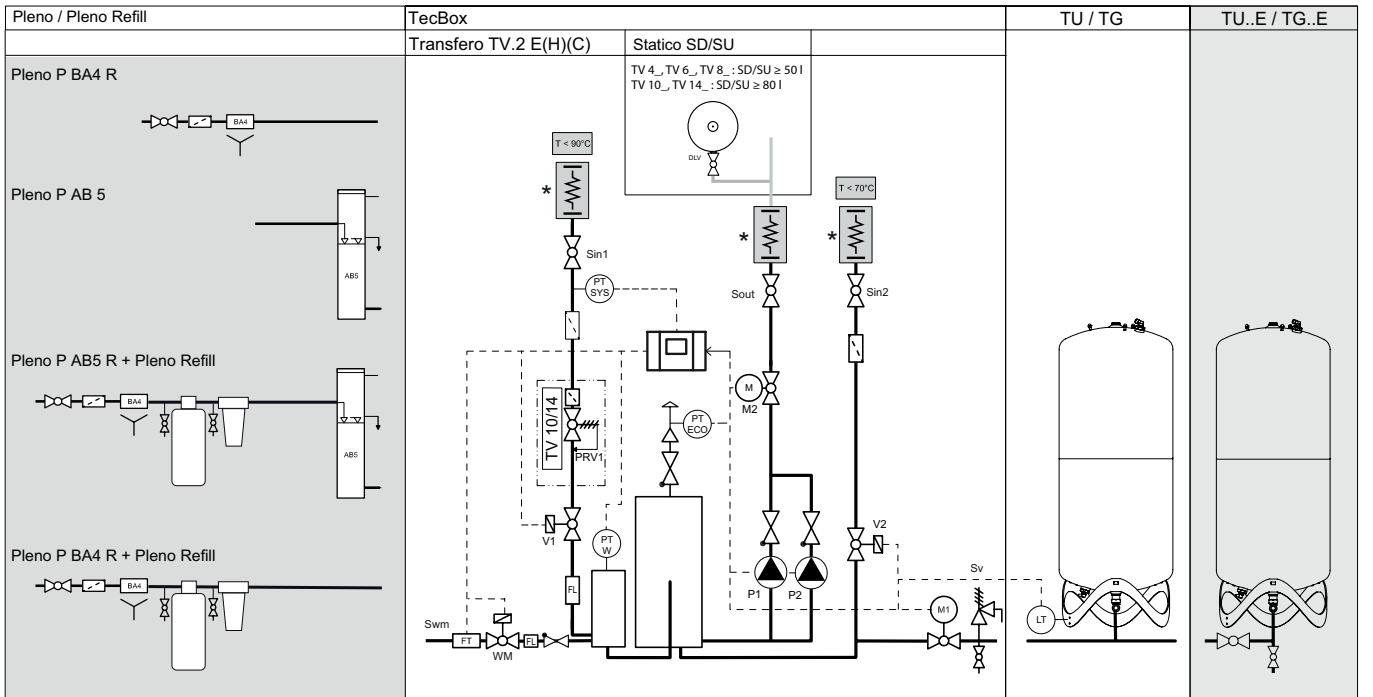 Pleno / Pleno Refill
TecBox
TU / TG
TU..E / TG..E
Transfero TV.2 E(H)(C)
Statico SD/SU
Pleno P BA4 R
BA4
Pleno P AB 5
AB5
Pleno P AB5 R + Pleno Refill
BA4
AB5
Pleno P BA4 R + Pleno Refill
BA4
TV 4_, TV 6_, TV 8_ : SD/SU ≥ 50 l
TV 10_, TV 14_ : SD/SU ≥ 80 l
DLV
T < 90°C
T < 70°C
*
*
*
Sin1
Sout
Sin2
PT
SYS
M
M2
PT
ECO
TV 10/14
PRV1
V1
PT
W
V2
FL
P1
P2
Sv
Swm
FT
WM
FL
M1
LT